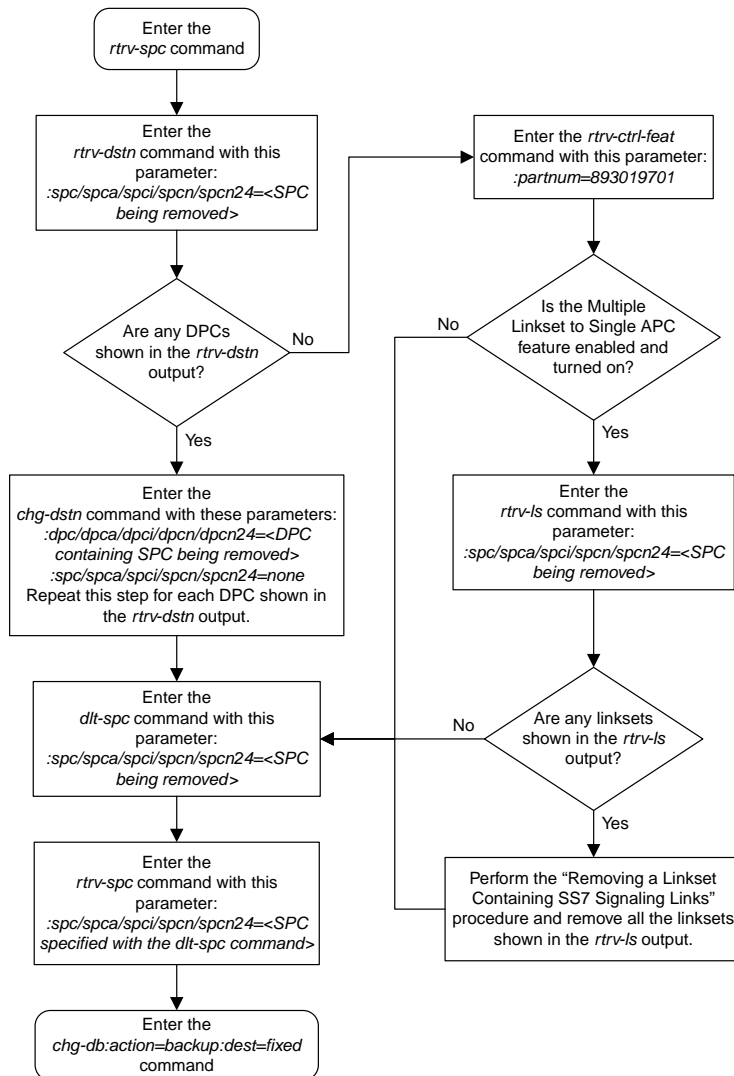 Enter the
rtrv-spc command
Enter the
rtrv-dstn command with this
parameter:
:spc/spca/spci/spcn/spcn24=<SPC
being removed>
Are any DPCs
shown in the rtrv-dstn
output?
No
Yes
Enter the
chg-dstn command with these parameters:
:dpc/dpca/dpci/dpcn/dpcn24=<DPC
containing SPC being removed>
:spc/spca/spci/spcn/spcn24=none
Repeat this step for each DPC shown in
the rtrv-dstn output.
Enter the
dlt-spc command with this
parameter:
:spc/spca/spci/spcn/spcn24=<SPC
being removed>
Enter the
rtrv-spc command with this
parameter:
:spc/spca/spci/spcn/spcn24=<SPC
specified with the dlt-spc command>
Enter the
chg-db:action=backup:dest=fixed
command
Enter the rtrv-ctrl-feat
command with this parameter:
:partnum=893019701
Is the Multiple
Linkset to Single APC
feature enabled and
turned on?
No
Yes
Enter the
rtrv-ls command with this
parameter:
:spc/spca/spci/spcn/spcn24=<SPC
being removed>
Are any linksets
shown in the rtrv-ls
output?
No
Yes
Perform the “Removing a Linkset
Containing SS7 Signaling Links”
procedure and remove all the linksets
shown in the rtrv-ls output.